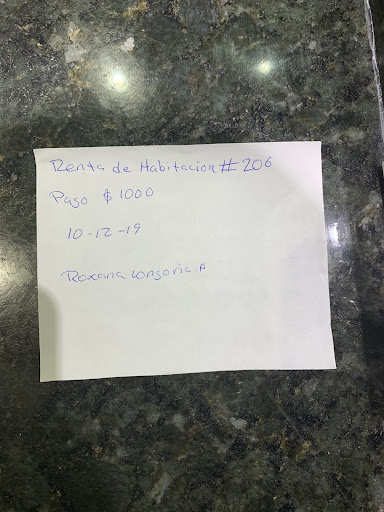 Renta de Habitacion # 206
Pago $ 1000
10-12-19
Roxana Longoria A